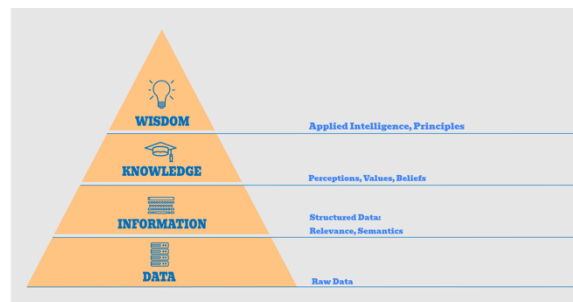 WISDOM
Applied Intelligence, Principles
KNOWLEDGE
Perceptions, Values, Beliefs
INFORMATION
Structured Data:
Relevance, Semantics
DATA
Raw Data